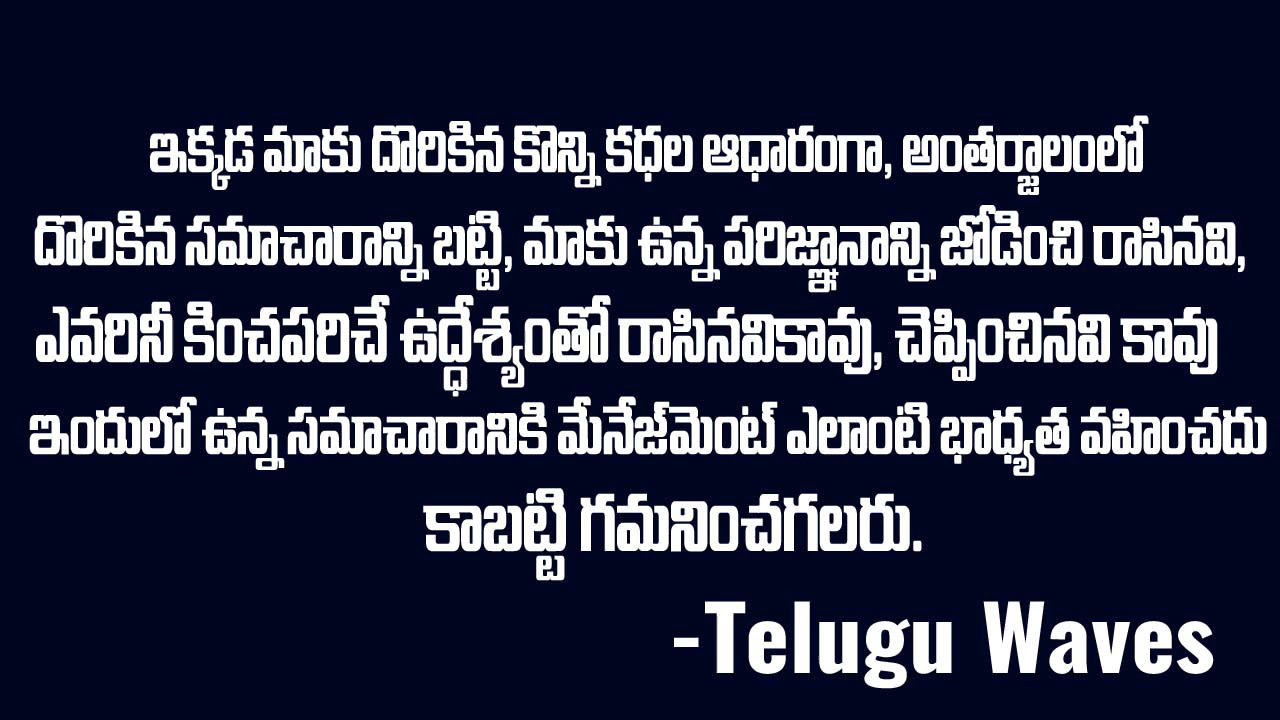 ఇక్కడ మాకు దొరికిన కొన్ని కధల ఆధారంగా, అంతర్జాలంలో
దొరికిన సమాచారాన్ని బట్టి, మాకు ఉన్న పరిజ్ఞానాన్ని జోడించి రాసినవి,
ఎవరినీ కించపరిచే ఉద్ధేశ్యంతో రాసినవికావు, చెప్పించినవి కావు
ఇందులో ఉన్న సమాచారానికి మేనేజ్‌మెంట్ ఎలాంటి భాధ్యత వహించదు
కాబట్టి గమనించగలరు.
-Telugu Waves